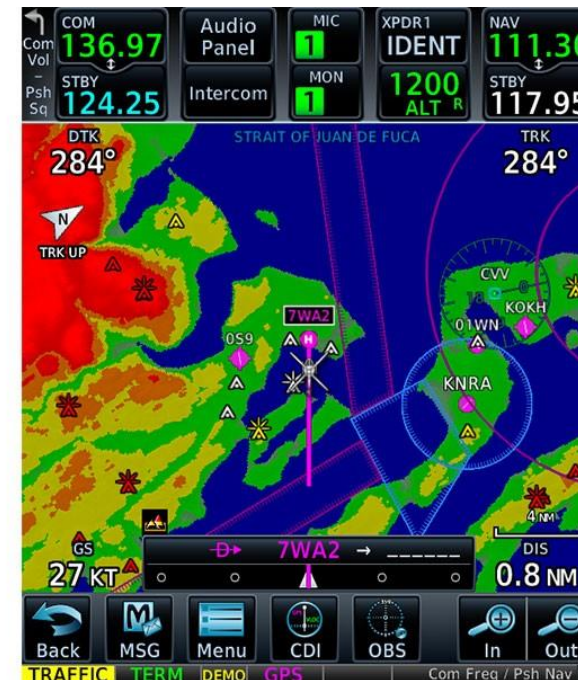 COM
136.97
STBY
124.25
Com
Vol
–
Psh
Sq
Audio
Panel
Intercom
MIC
1
MON
1
XPDR1
IDENT
1200
ALT R
NAV
111.30
STBY
117.95
DTK
284°
STRAIT OF JUAN DE FUCA
TRK
284°
N
TRK UP
CVV
KOKH
01WN
7WA2
H
0S9
KNRA
4 NM
GS
27 KT
D 7WA2 → ______
DIS
0.8 NM
Back
MSG
Menu
CDI
OBS
In
Out
TRAFFIC TERM DEMO GPS Com Freq / Psh Nav